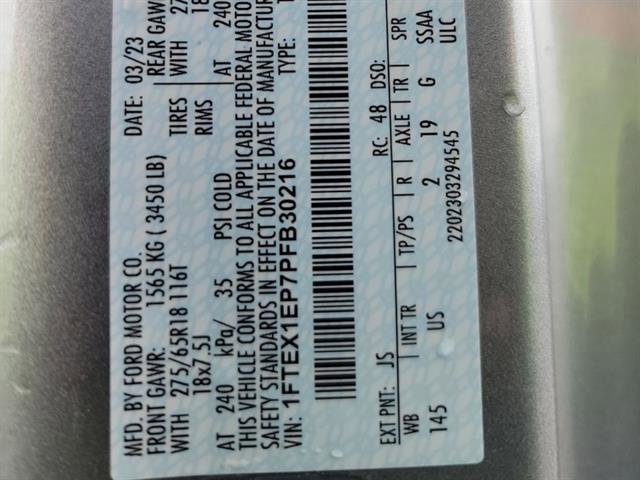 MFD. BY FORD MOTOR CO.
DATE: 03/23
FRONT GAWR: 1565 KG ( 3450 LB)
REAR GAWR
WITH 275/65R18 116T
TIRES
WITH 27
18x7.5J
RIMS
18
AT 240 kPa/ 35 PSI COLD
AT 240
THIS VEHICLE CONFORMS TO ALL APPLICABLE FEDERAL MOTO
SAFETY STANDARDS IN EFFECT ON THE DATE OF MANUFACTUR
VIN: 1FTEX1EP7PFB30216
TYPE:
EXT PNT: JS
RC: 48 DSO:
WB | INT TR | TP/PS | R | AXLE | TR | SPR
145 US 2 19 G SSAA
2202303294545
ULC